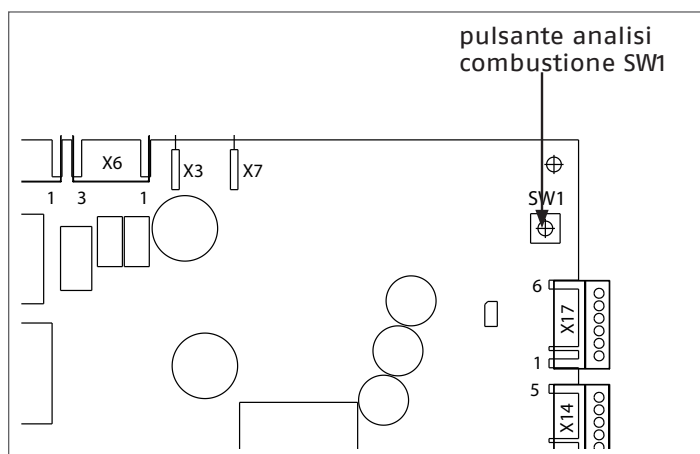 pulsante analisi
combustione SW1
X6
X3
X7
1
3
1
SW1
6
X17
1
5
X14